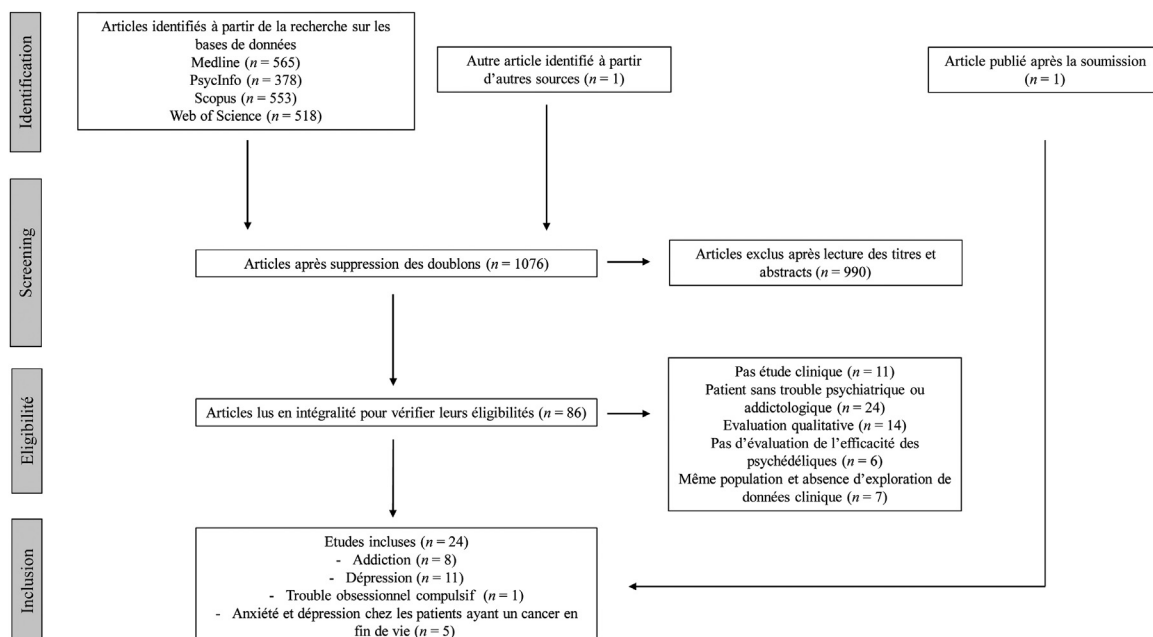 Identification
Articles identifiés à partir de la recherche sur les
bases de données
Medline (n = 565)
PsycInfo (n = 378)
Scopus (n = 553)
Web of Science (n = 518)
Autre article identifié à partir
d’autres sources (n = 1)
Article publié après la soumission
(n = 1)
Screening
Articles après suppression des doublons (n = 1076)
Articles exclus après lecture des titres et
abstracts (n = 990)
Eligibilité
Articles lus en intégralité pour vérifier leurs éligibilités (n = 86)
Pas étude clinique (n = 11)
Patient sans trouble psychiatrique ou
addictologique (n = 24)
Evaluation qualitative (n = 14)
Pas d’évaluation de l’efficacité des
psychédéliques (n = 6)
Même population et absence d’exploration de
données clinique (n = 7)
Inclusion
Etudes incluses (n = 24)
- Addiction (n = 8)
- Dépression (n = 11)
- Trouble obsessionnel compulsif (n = 1)
- Anxiété et dépression chez les patients ayant un cancer en
fin de vie (n = 5)